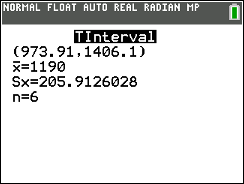 NORMAL FLOAT AUTO REAL RADIAN MP
TInterval
(973.91,1406.1)
x̄=1190
Sx=205.9126028
n=6